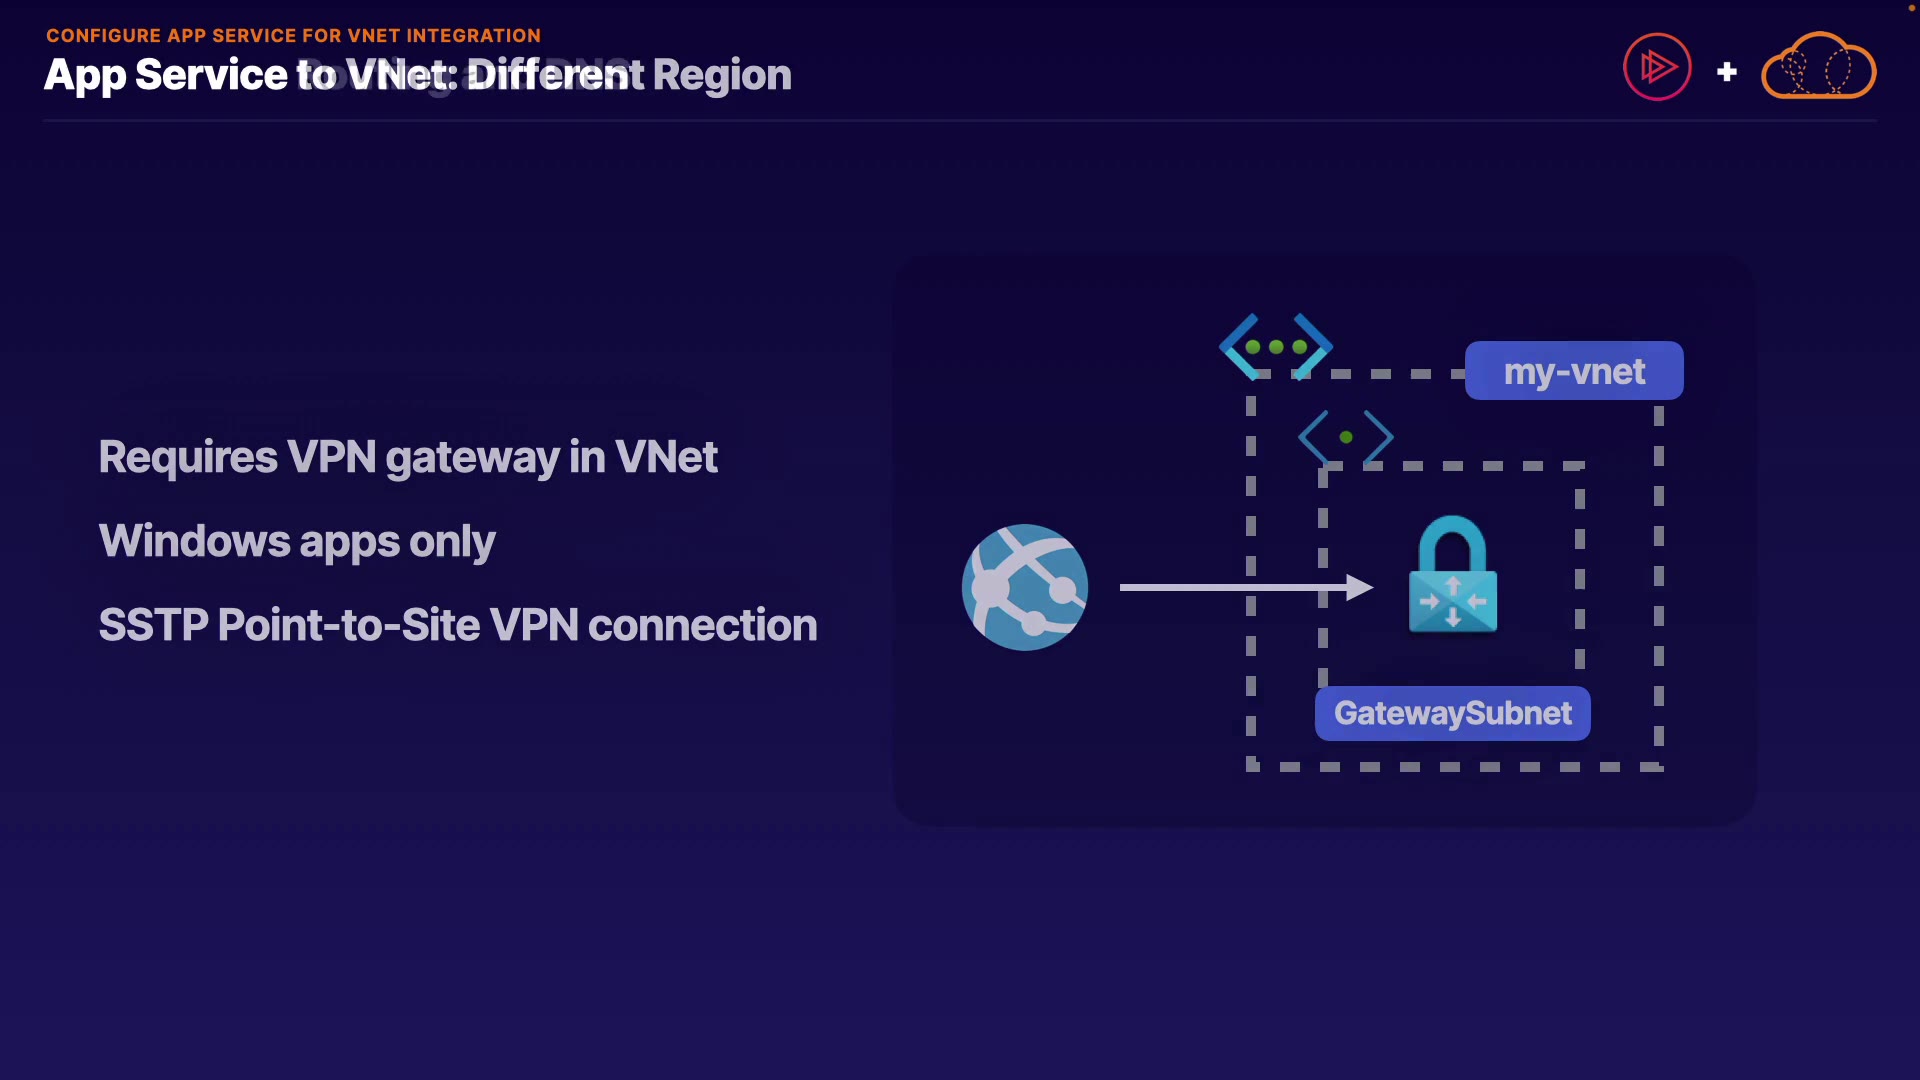 CONFIGURE APP SERVICE FOR VNET INTEGRATION
App Service to VNet: Different Region
my-vnet
Requires VPN gateway in VNet
Windows apps only
SSTP Point-to-Site VPN connection
GatewaySubnet